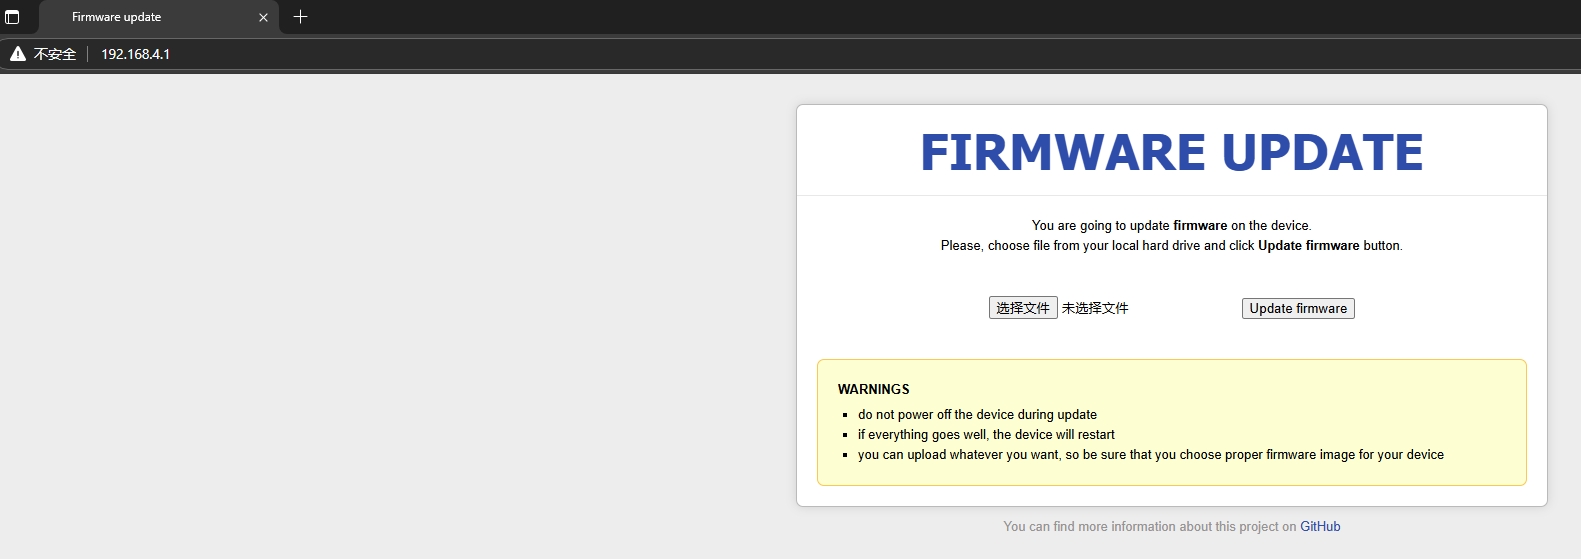 Firmware update
不安全 192.168.4.1
FIRMWARE UPDATE
You are going to update firmware on the device.
Please, choose file from your local hard drive and click Update firmware button.
选择文件 未选择文件 Update firmware
WARNINGS
do not power off the device during update
if everything goes well, the device will restart
you can upload whatever you want, so be sure that you choose proper firmware image for your device
You can find more information about this project on GitHub